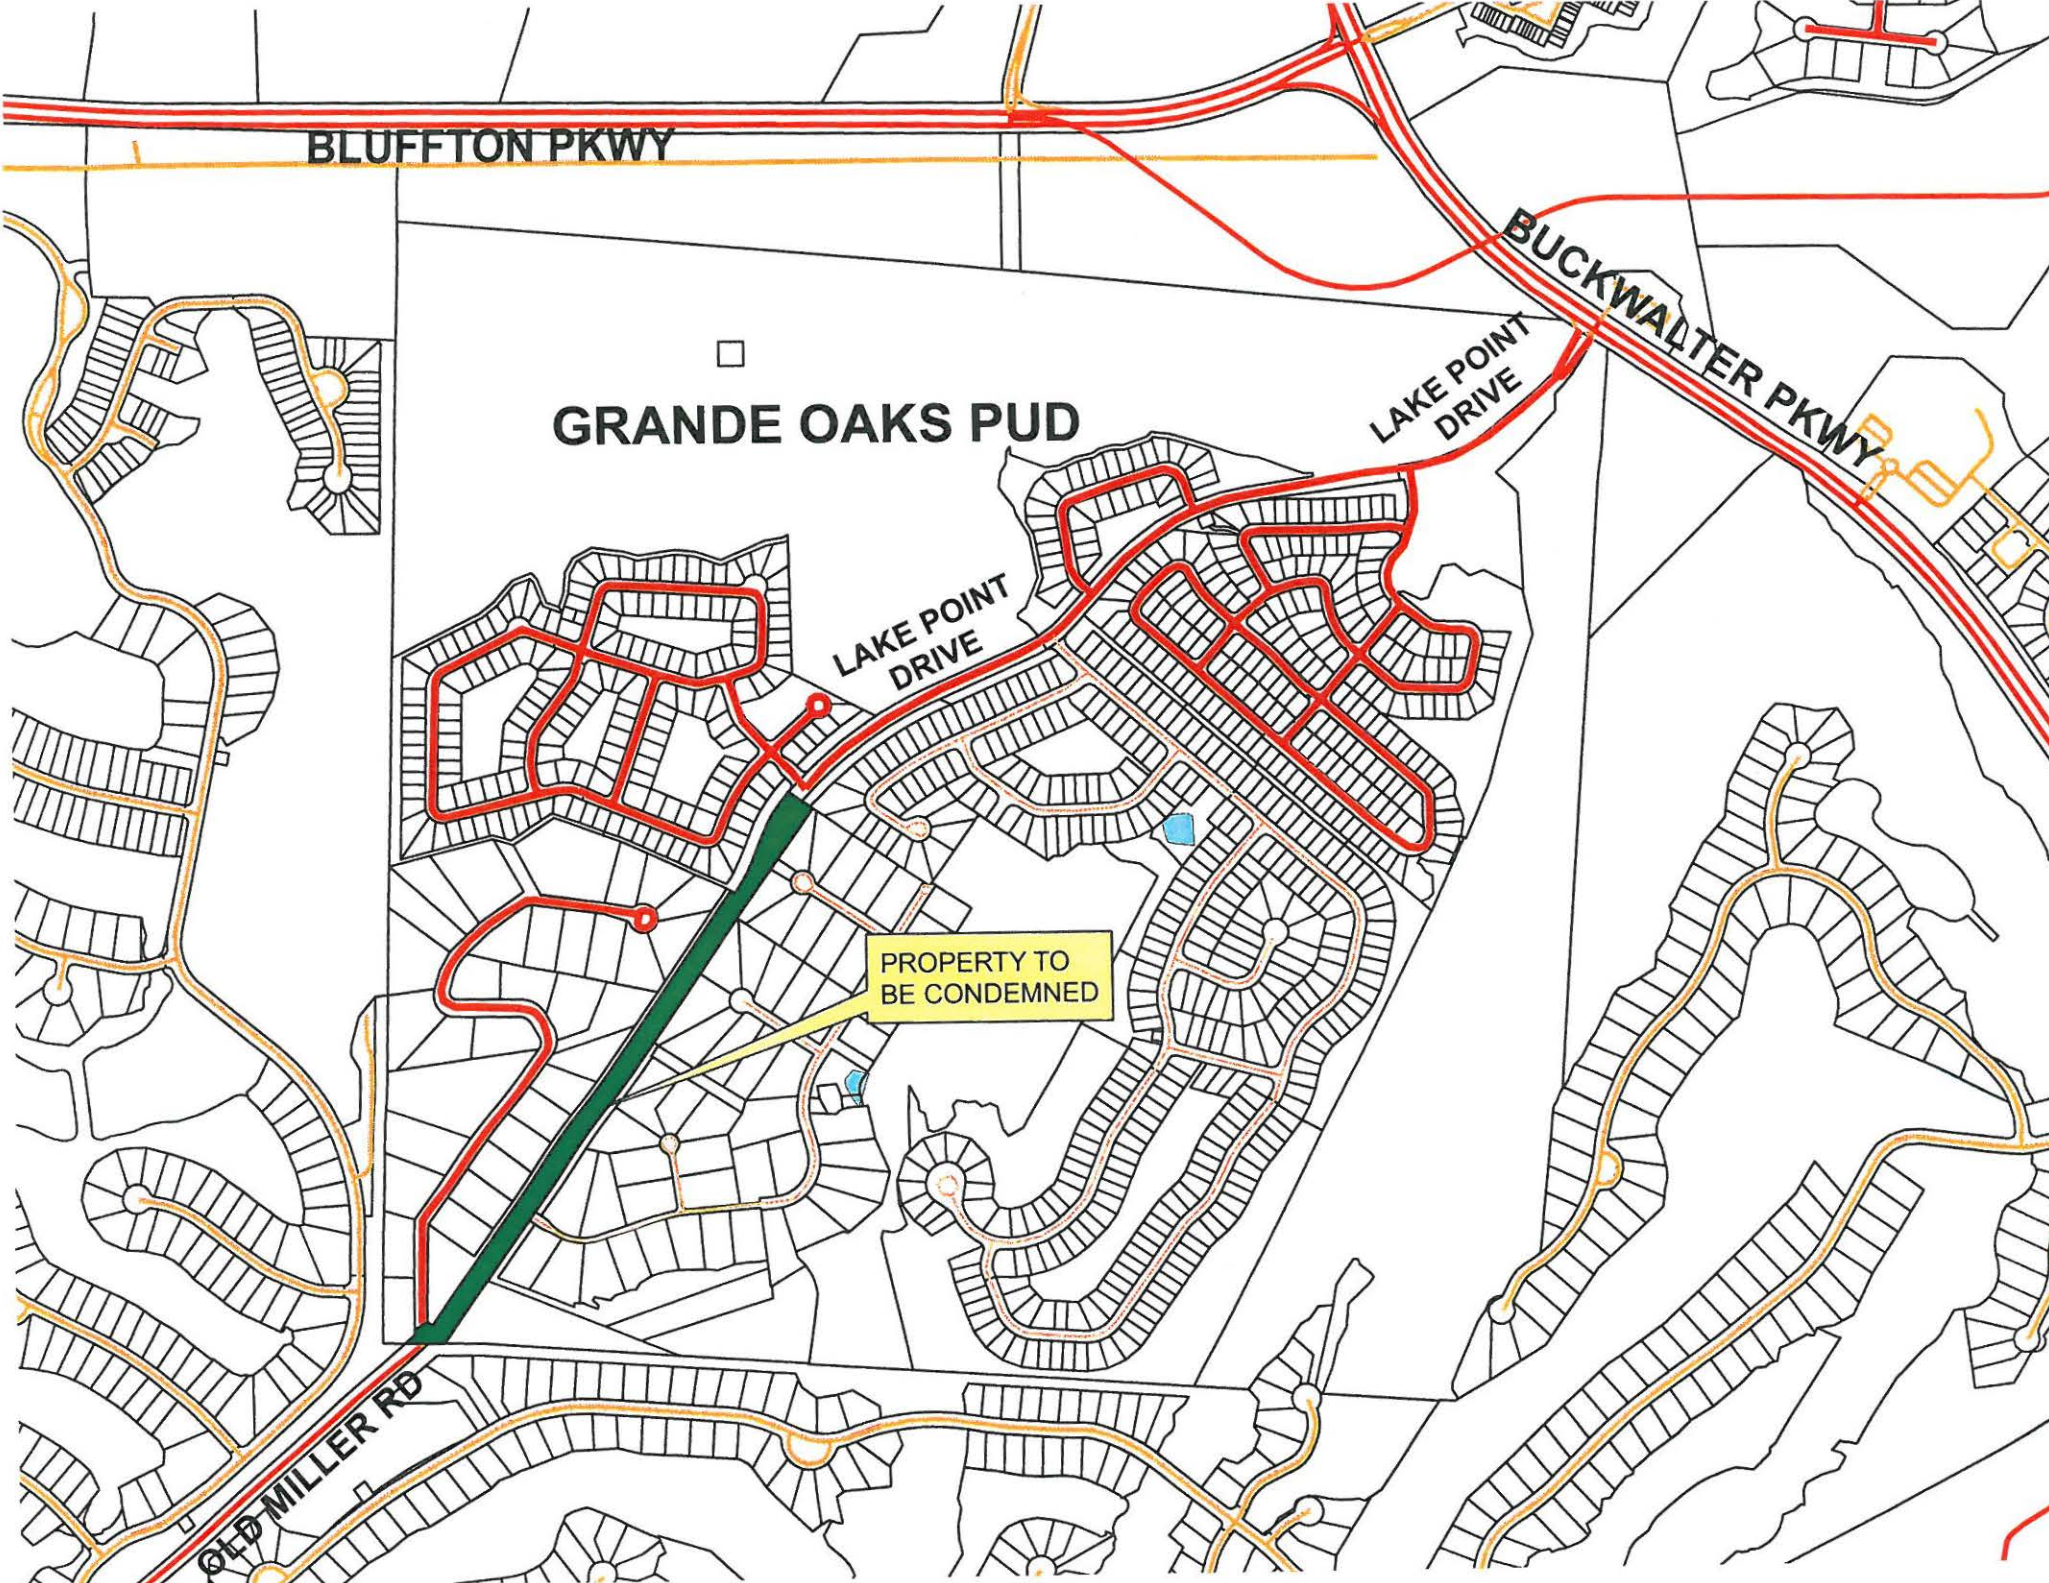 BLUFFTON PKWY
BUCKWALTER PKWY
LAKE POINT
DRIVE
GRANDE OAKS PUD
LAKE POINT
DRIVE
PROPERTY TO
BE CONDEMNED
OLD MILLER RD